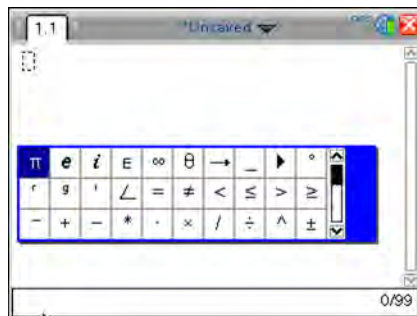 1.1 *Unsaved
π e i E ∞ θ → _ ▶ °
r g ' ∠ = ≠ < ≤ > ≥
− + − * · × / ÷ ^ ±
0/99